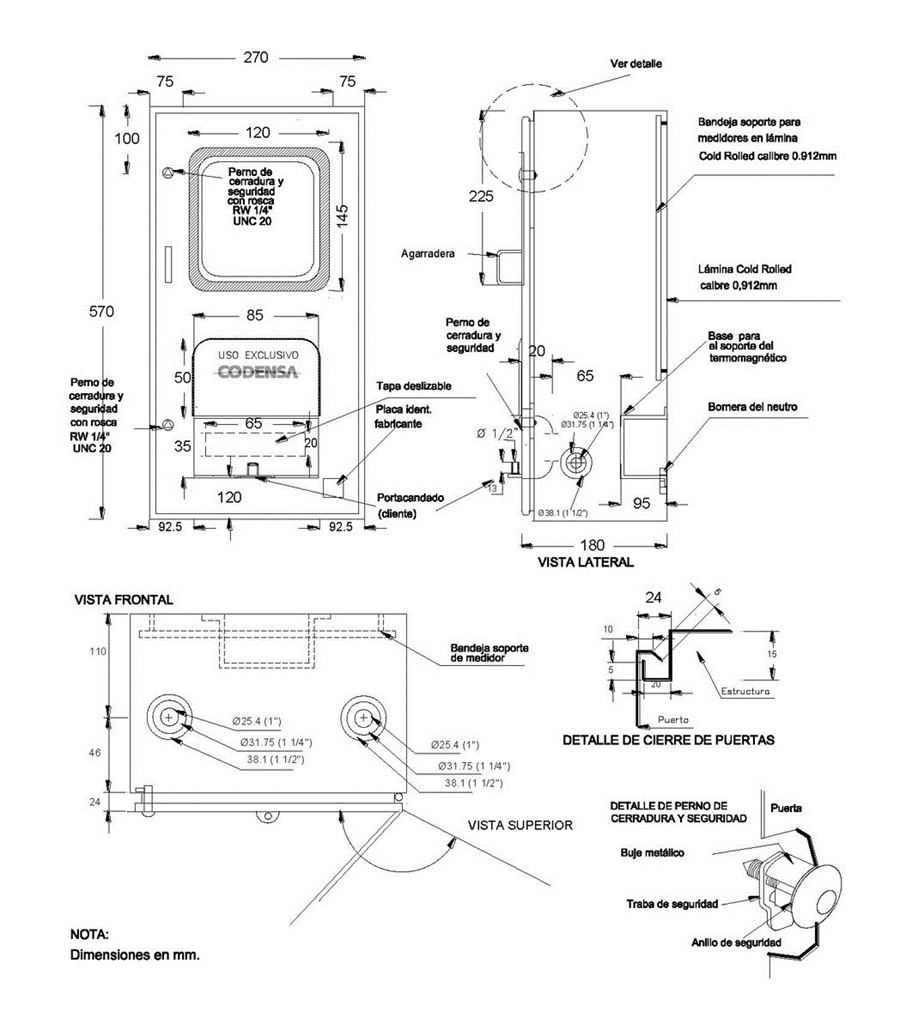 270
75
75
100
120
Perno de
cerradura y
seguridad
con rosca
RW 1/4"
UNC 20
145
570
85
USO EXCLUSIVO
CODENSA
50
Perno de
cerradura y
seguridad
con rosca
RW 1/4"
UNC 20
65
35
20
120
92.5
92.5
Tapa deslizable
Placa ident.
fabricante
Portacandado
(cliente)
VISTA FRONTAL
Ver detalle
225
Bandeja soporte para
medidores en lámina
Cold Rolled calibre 0.912mm
Agarradera
Lámina Cold Rolled
calibre 0,912mm
Perno de
cerradura y
seguridad
20
65
Base para
el soporte del
termomagnético
Ø25.4 (1")
Ø31.75 (1 1/4")
Bornera del neutro
Ø 1/2"
13
Ø38.1 (1 1/2")
95
180
VISTA LATERAL
110
Bandeja soporte
de medidor
Ø25.4 (1")
Ø31.75 (1 1/4")
38.1 (1 1/2")
Ø25.4 (1")
Ø31.75 (1 1/4")
38.1 (1 1/2")
46
24
VISTA SUPERIOR
24
5
10
15
5
20
Estructura
Puerta
DETALLE DE CIERRE DE PUERTAS
DETALLE DE PERNO DE
CERRADURA Y SEGURIDAD
Puerta
Buje metálico
Traba de seguridad
Anillo de seguridad
NOTA:
Dimensiones en mm.